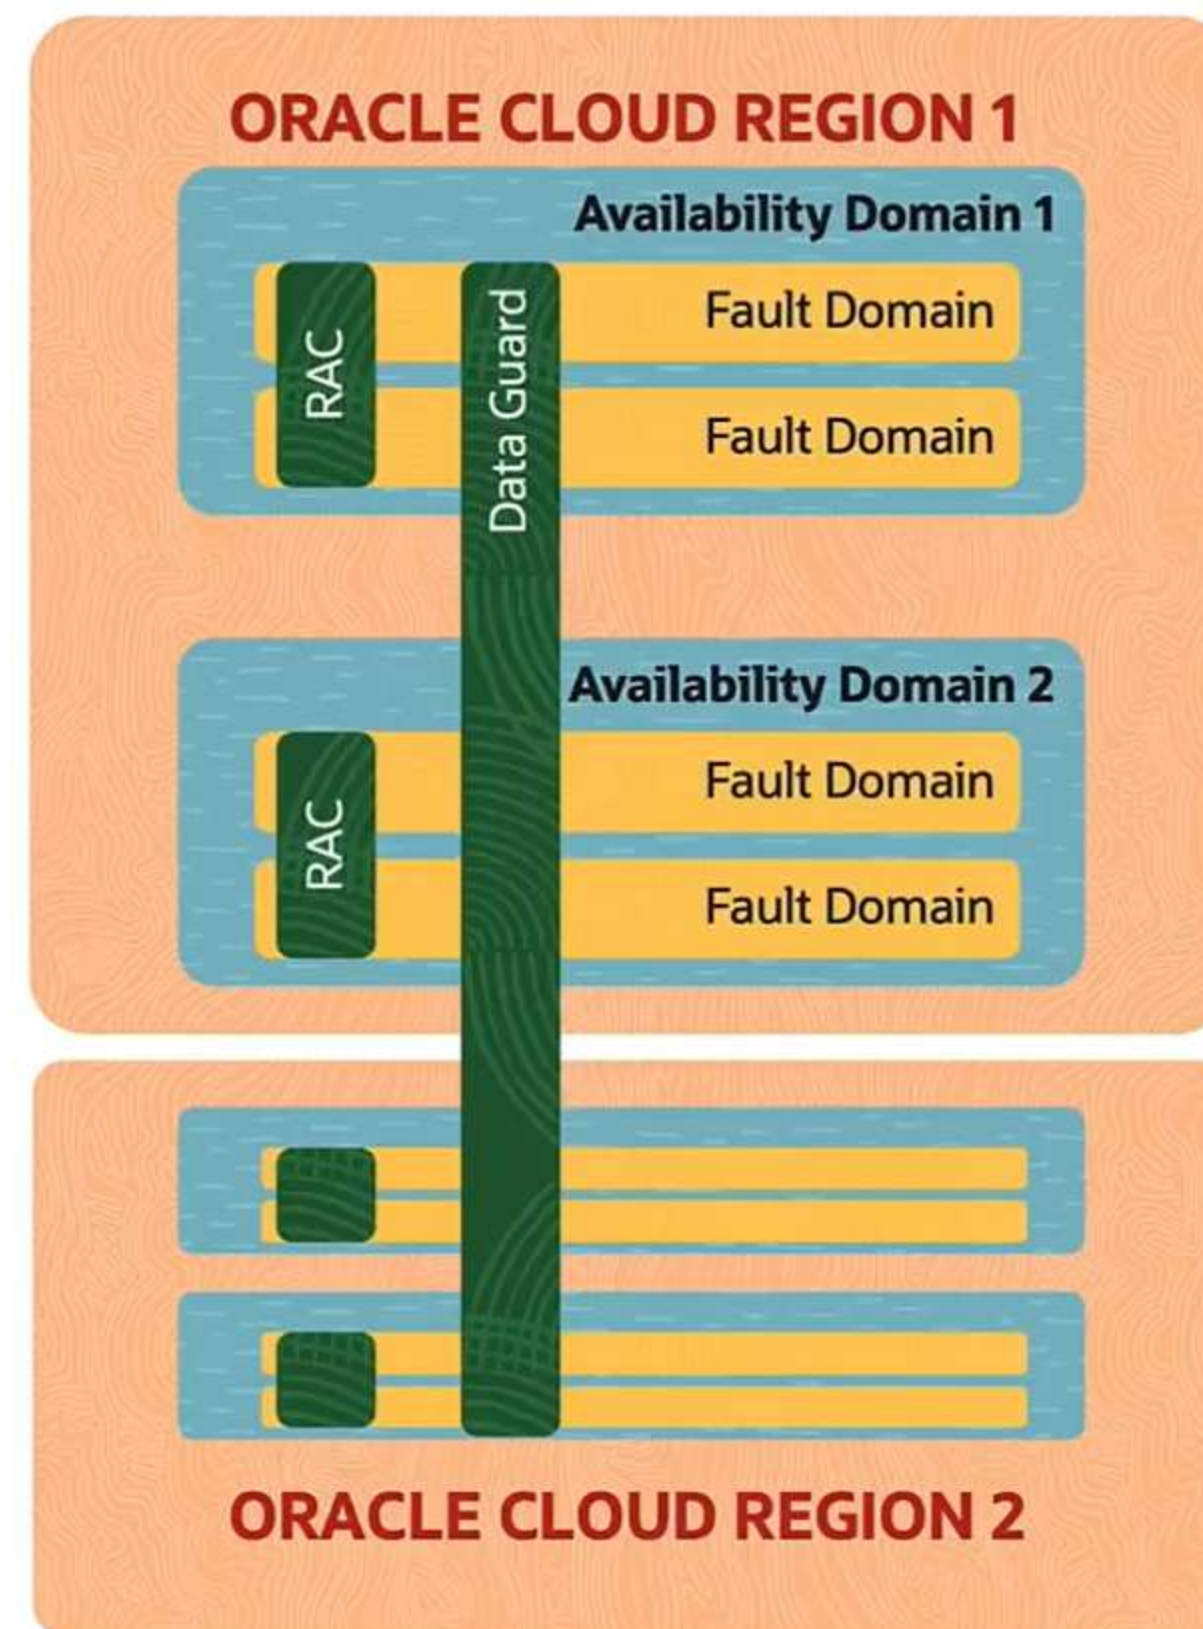 ORACLE CLOUD REGION 1
Availability Domain 1
RAC
Data Guard
Fault Domain
Fault Domain
Availability Domain 2
RAC
Fault Domain
Fault Domain
ORACLE CLOUD REGION 2